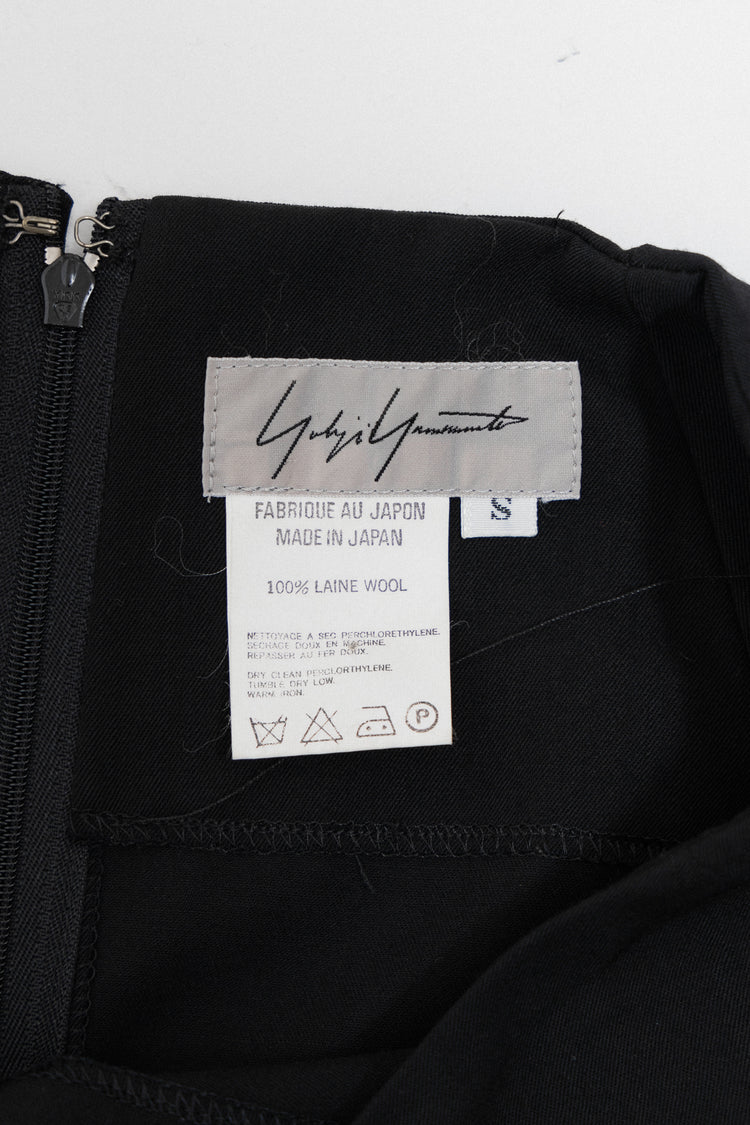 Yohji Yamamoto
S
FABRIQUE AU JAPON
MADE IN JAPAN
100% LAINE WOOL
NETTOYAGE A SEC PERCHLORETHYLENE.
SECHAGE DOUX EN MACHINE.
REPASSER AU FER DOUX.
DRY CLEAN PERCLORTHYLENE.
TUMBLE DRY LOW.
WARM IRON.
P